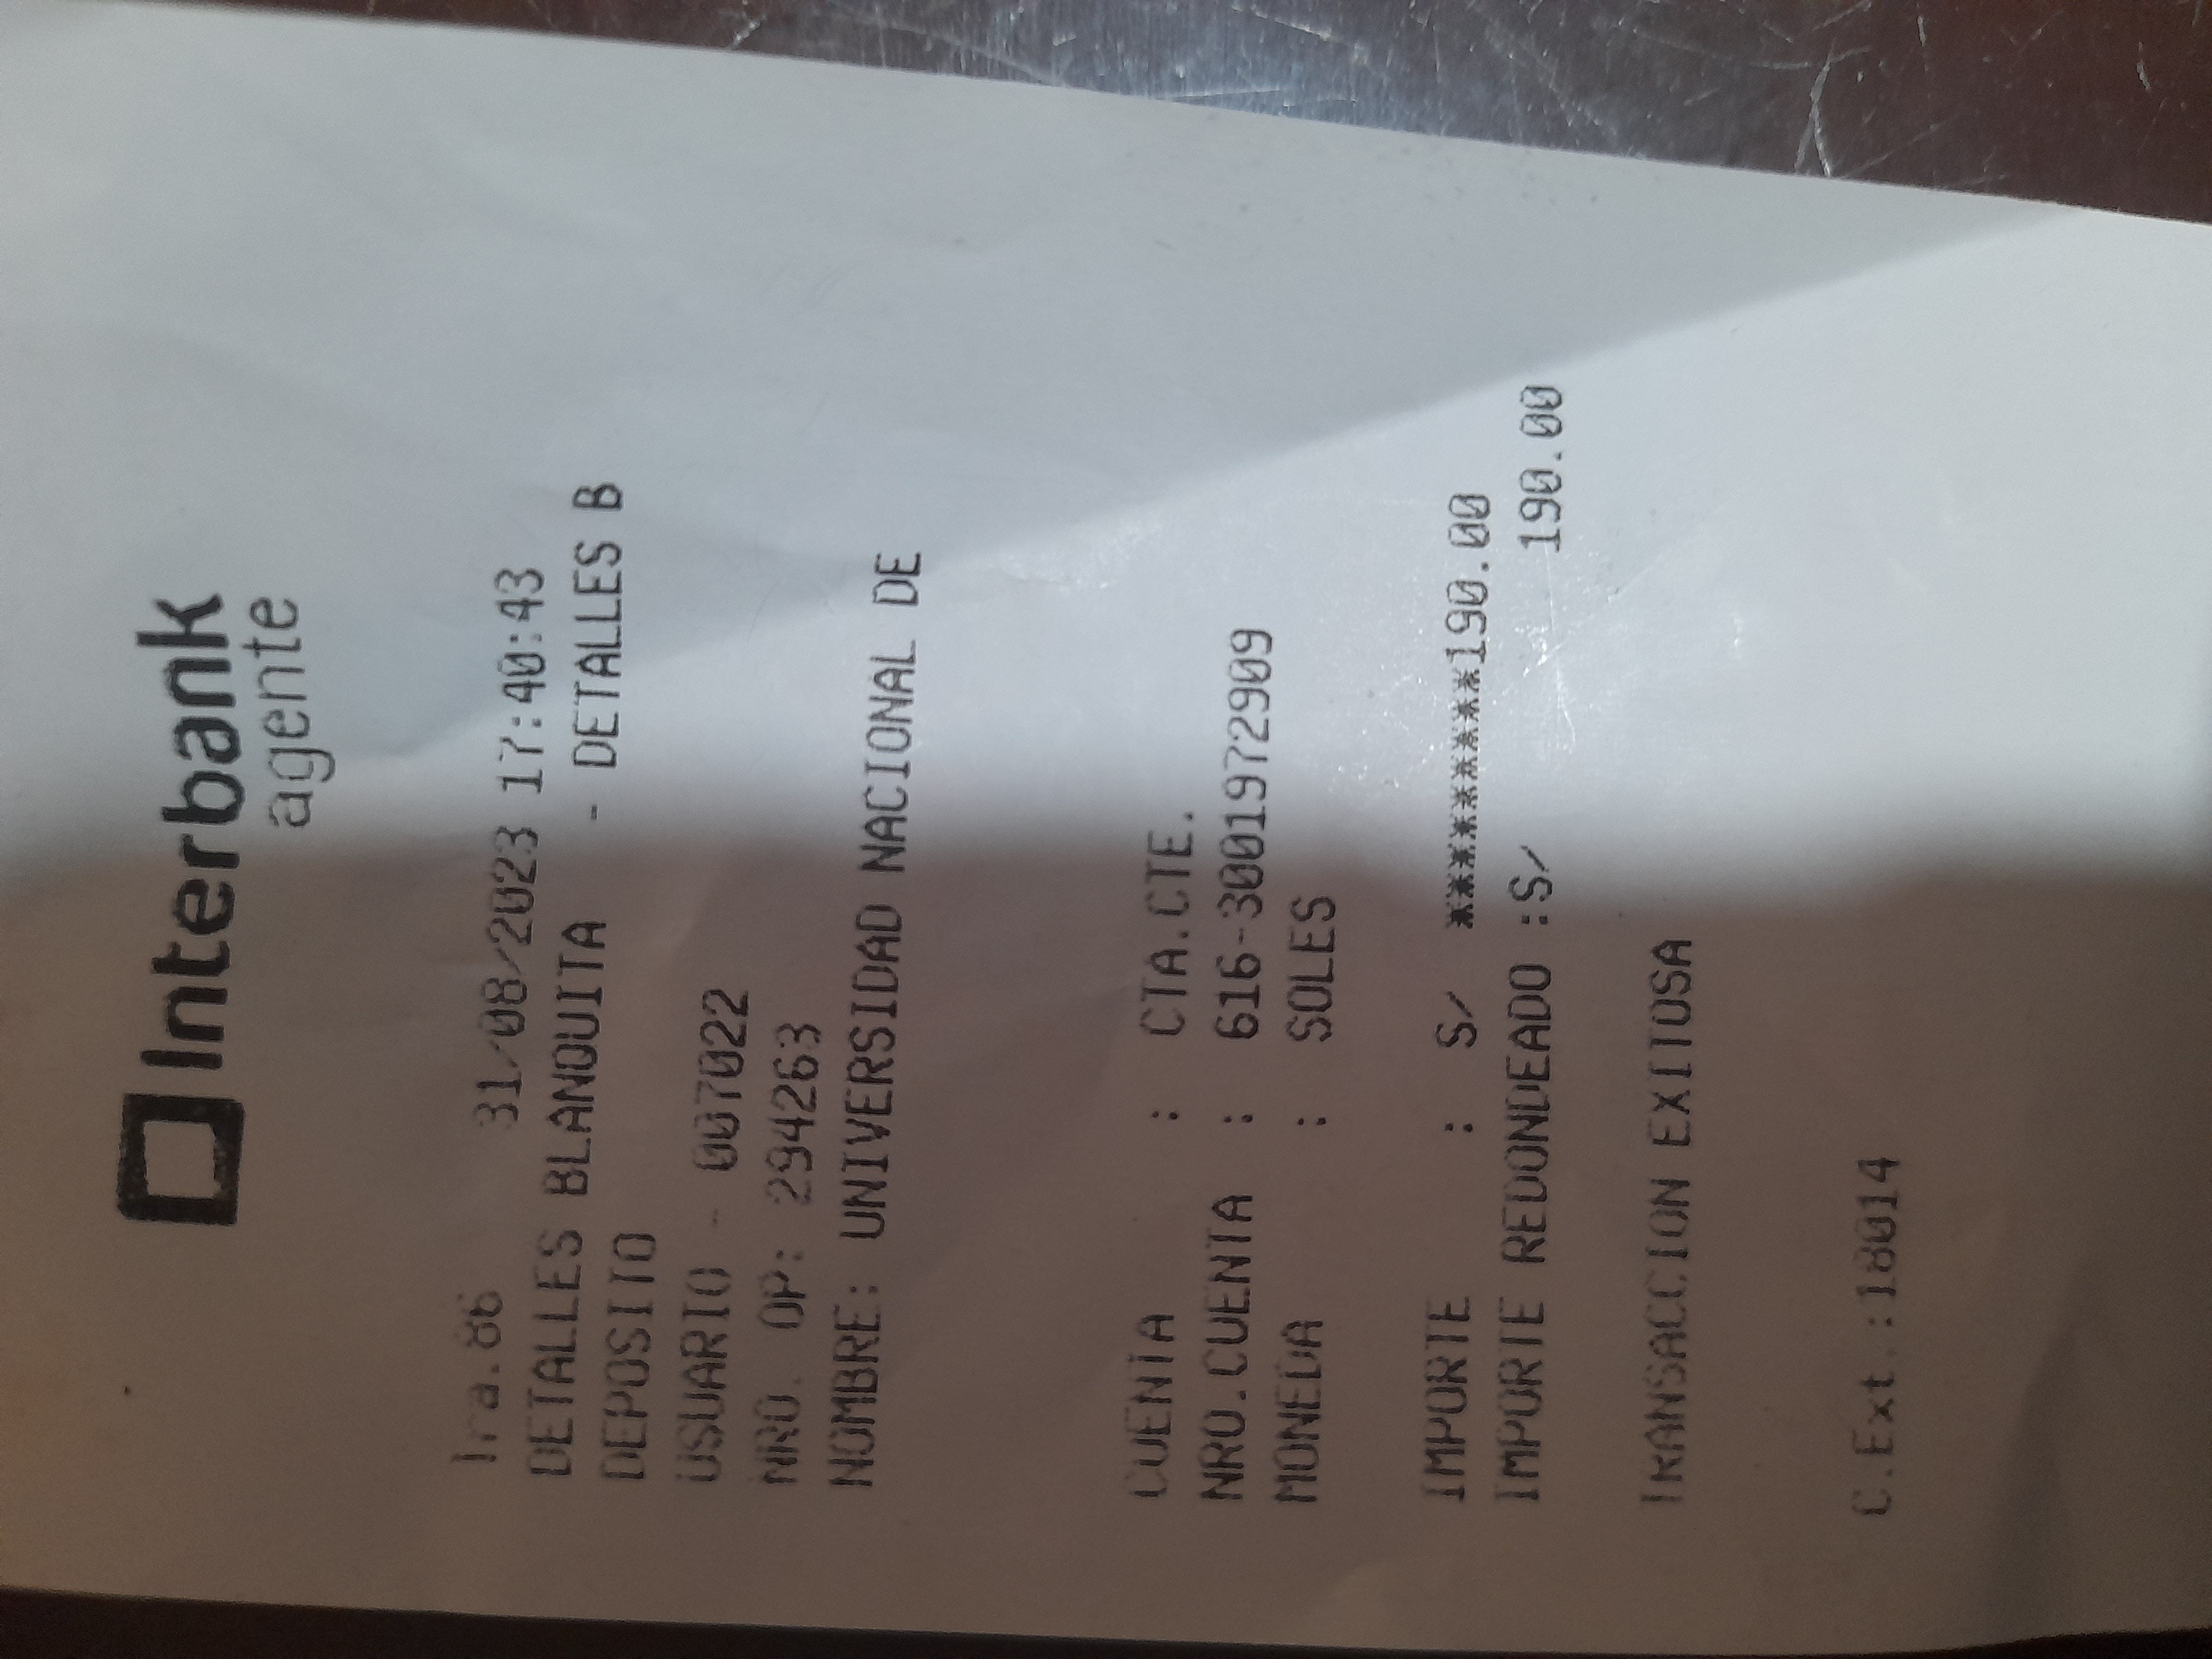 Interbank
agente
Tra.86 31/08/2023 17:40:43
DETALLES BLANQUITA - DETALLES B
DEPOSITO
USUARIO - 007022
NRO. OP: 294263
NOMBRE: UNIVERSIDAD NACIONAL DE
CUENTA : CTA.CTE.
NRO.CUENTA : 616-3001972909
MONEDA : SOLES
IMPORTE : S/ ***************190.00
IMPORTE REDONDEADO :S/ 190.00
TRANSACCION EXITOSA
C.Ext.:18014